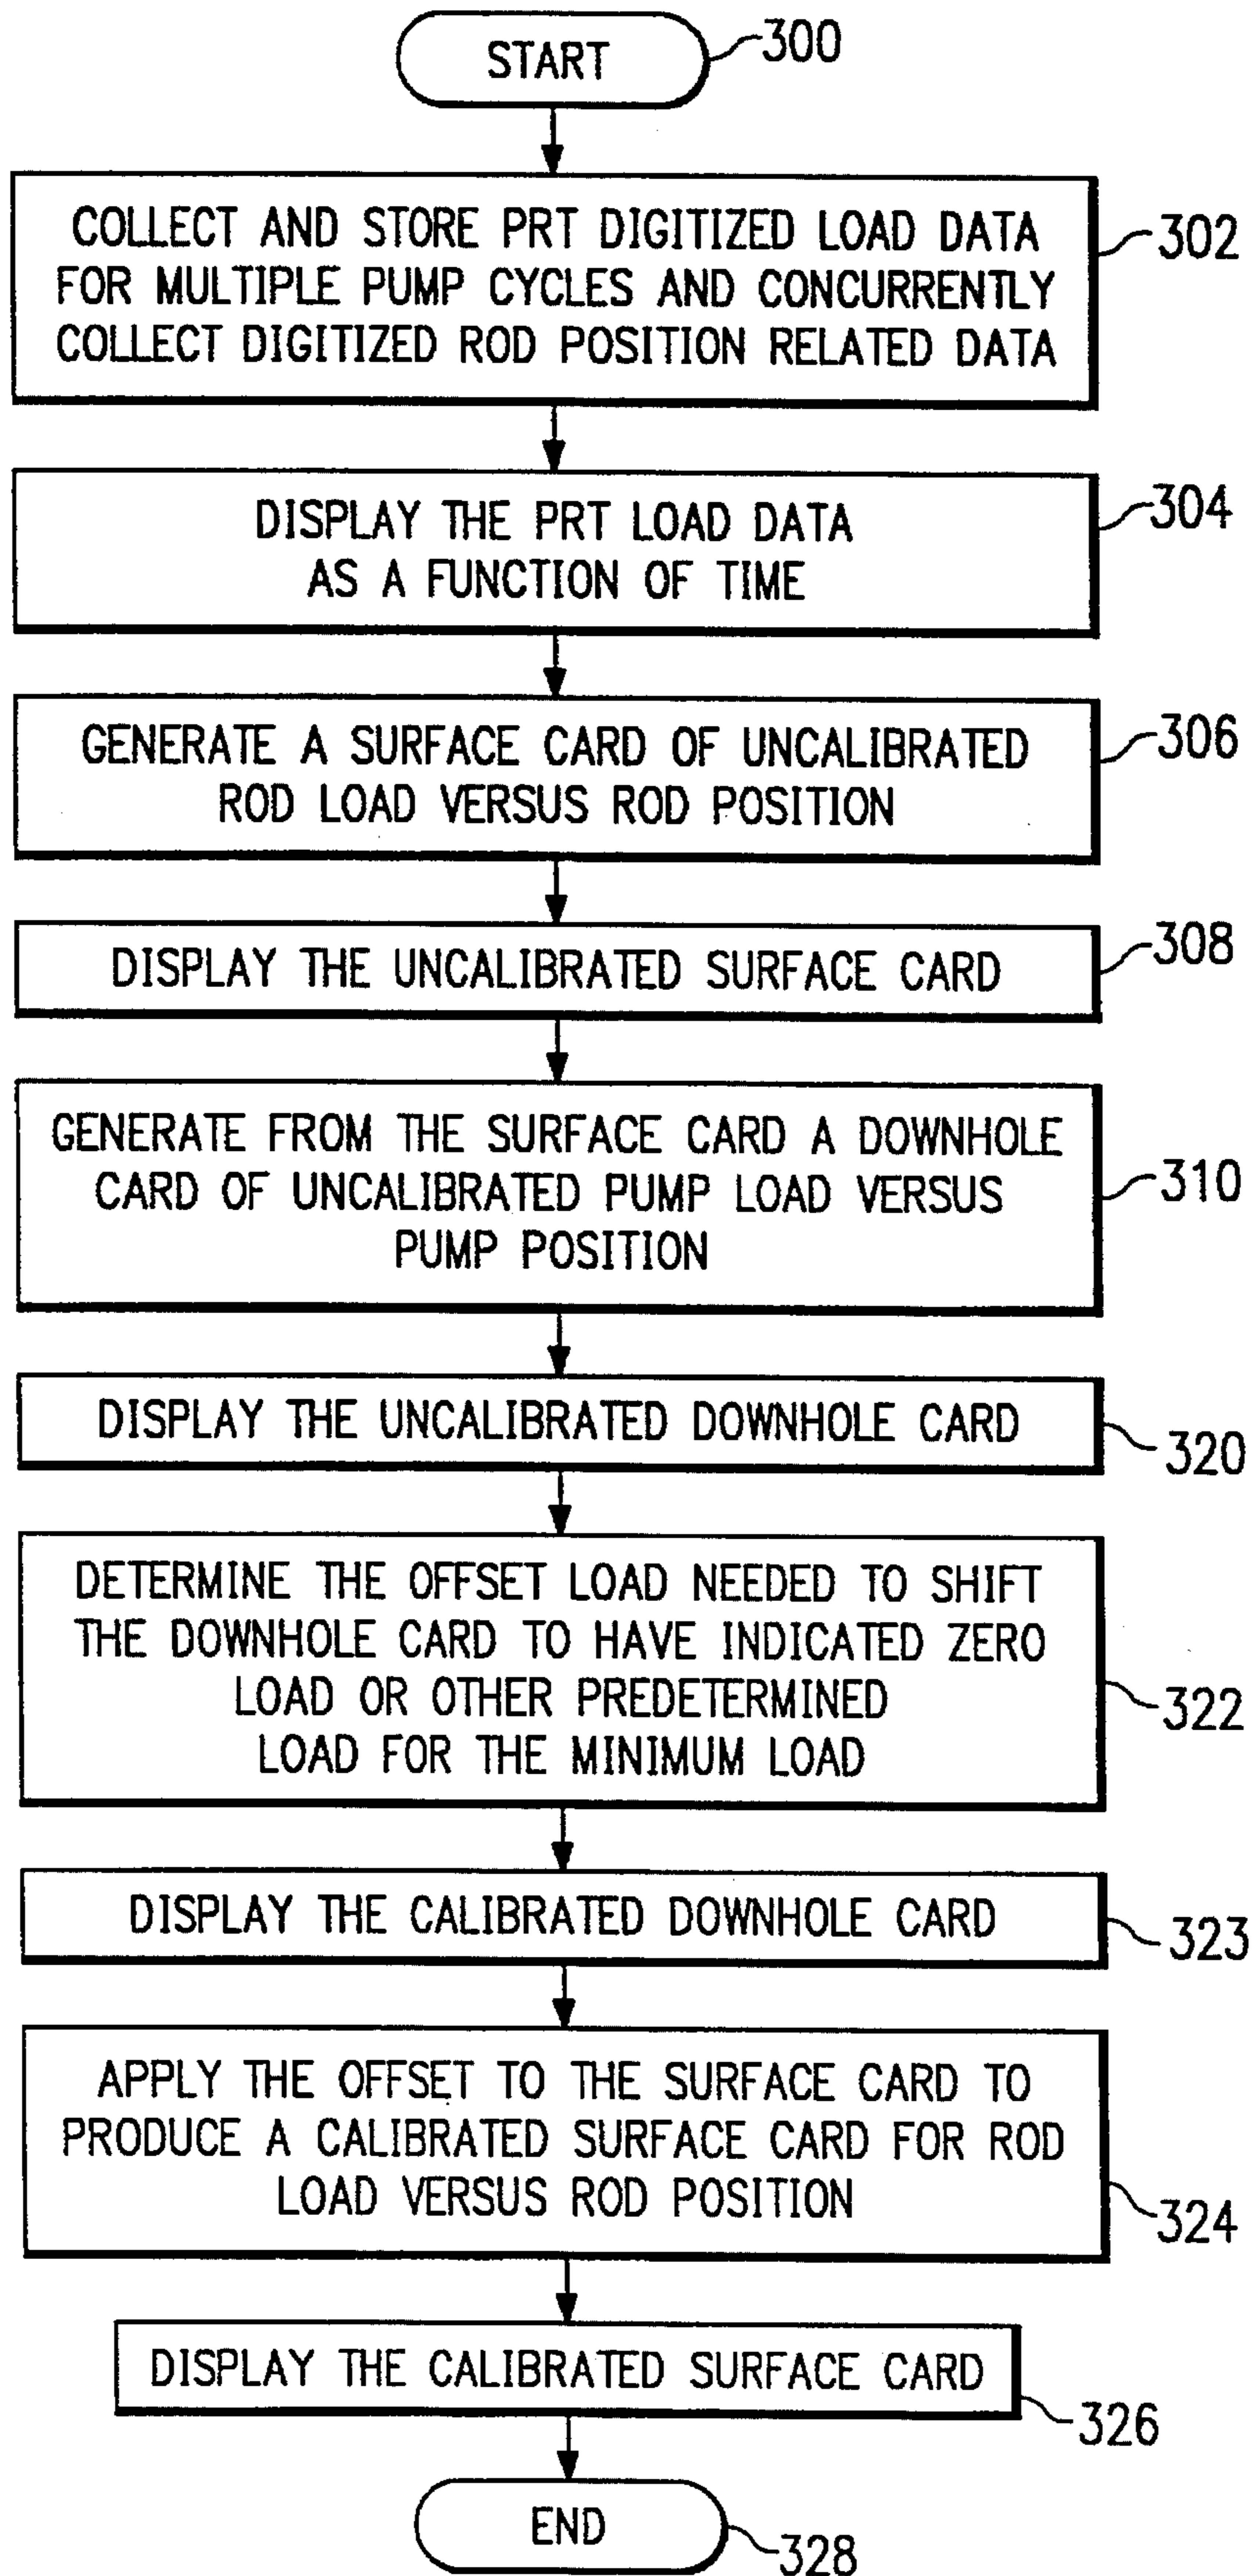 START
300
COLLECT AND STORE PRT DIGITIZED LOAD DATA
FOR MULTIPLE PUMP CYCLES AND CONCURRENTLY
COLLECT DIGITIZED ROD POSITION RELATED DATA
302
DISPLAY THE PRT LOAD DATA
AS A FUNCTION OF TIME
304
GENERATE A SURFACE CARD OF UNCALIBRATED
ROD LOAD VERSUS ROD POSITION
306
DISPLAY THE UNCALIBRATED SURFACE CARD
308
GENERATE FROM THE SURFACE CARD A DOWNHOLE
CARD OF UNCALIBRATED PUMP LOAD VERSUS
PUMP POSITION
310
DISPLAY THE UNCALIBRATED DOWNHOLE CARD
320
DETERMINE THE OFFSET LOAD NEEDED TO SHIFT
THE DOWNHOLE CARD TO HAVE INDICATED ZERO
LOAD OR OTHER PREDETERMINED
LOAD FOR THE MINIMUM LOAD
322
DISPLAY THE CALIBRATED DOWNHOLE CARD
323
APPLY THE OFFSET TO THE SURFACE CARD TO
PRODUCE A CALIBRATED SURFACE CARD FOR ROD
LOAD VERSUS ROD POSITION
324
DISPLAY THE CALIBRATED SURFACE CARD
326
END
328